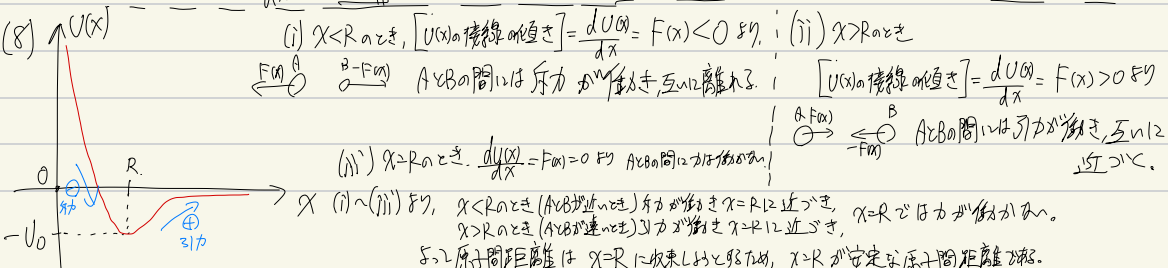 (8) U(x)
(i) x<Rのとき, [U(x)の接線の傾き] = dU(x)/dx = F(x)<0 より,
F(x) A B -F(x) AとBの間には斥力が働き, 互いに離れる.
(ii) x>Rのとき
[U(x)の接線の傾き] = dU(x)/dx = F(x)>0 より
A F(x) B -F(x) AとBの間には引力が働き, 互いに
近づく.
(iii) x=Rのとき. dU(x)/dx = F(x)=0 より AとBの間に力は働かない.
0 R x
斥力
-U₀
⊕
引力
(i)~(iii)より, x<Rのとき(AとBが近いとき)斥力が働き x=Rに近づき,
x>Rのとき(AとBが遠いとき)引力が働き x=Rに近づき,
x=Rでは力が働かない。
よって原子間距離は x=Rに収束しようとするため, x=Rが安定な原子間距離である。